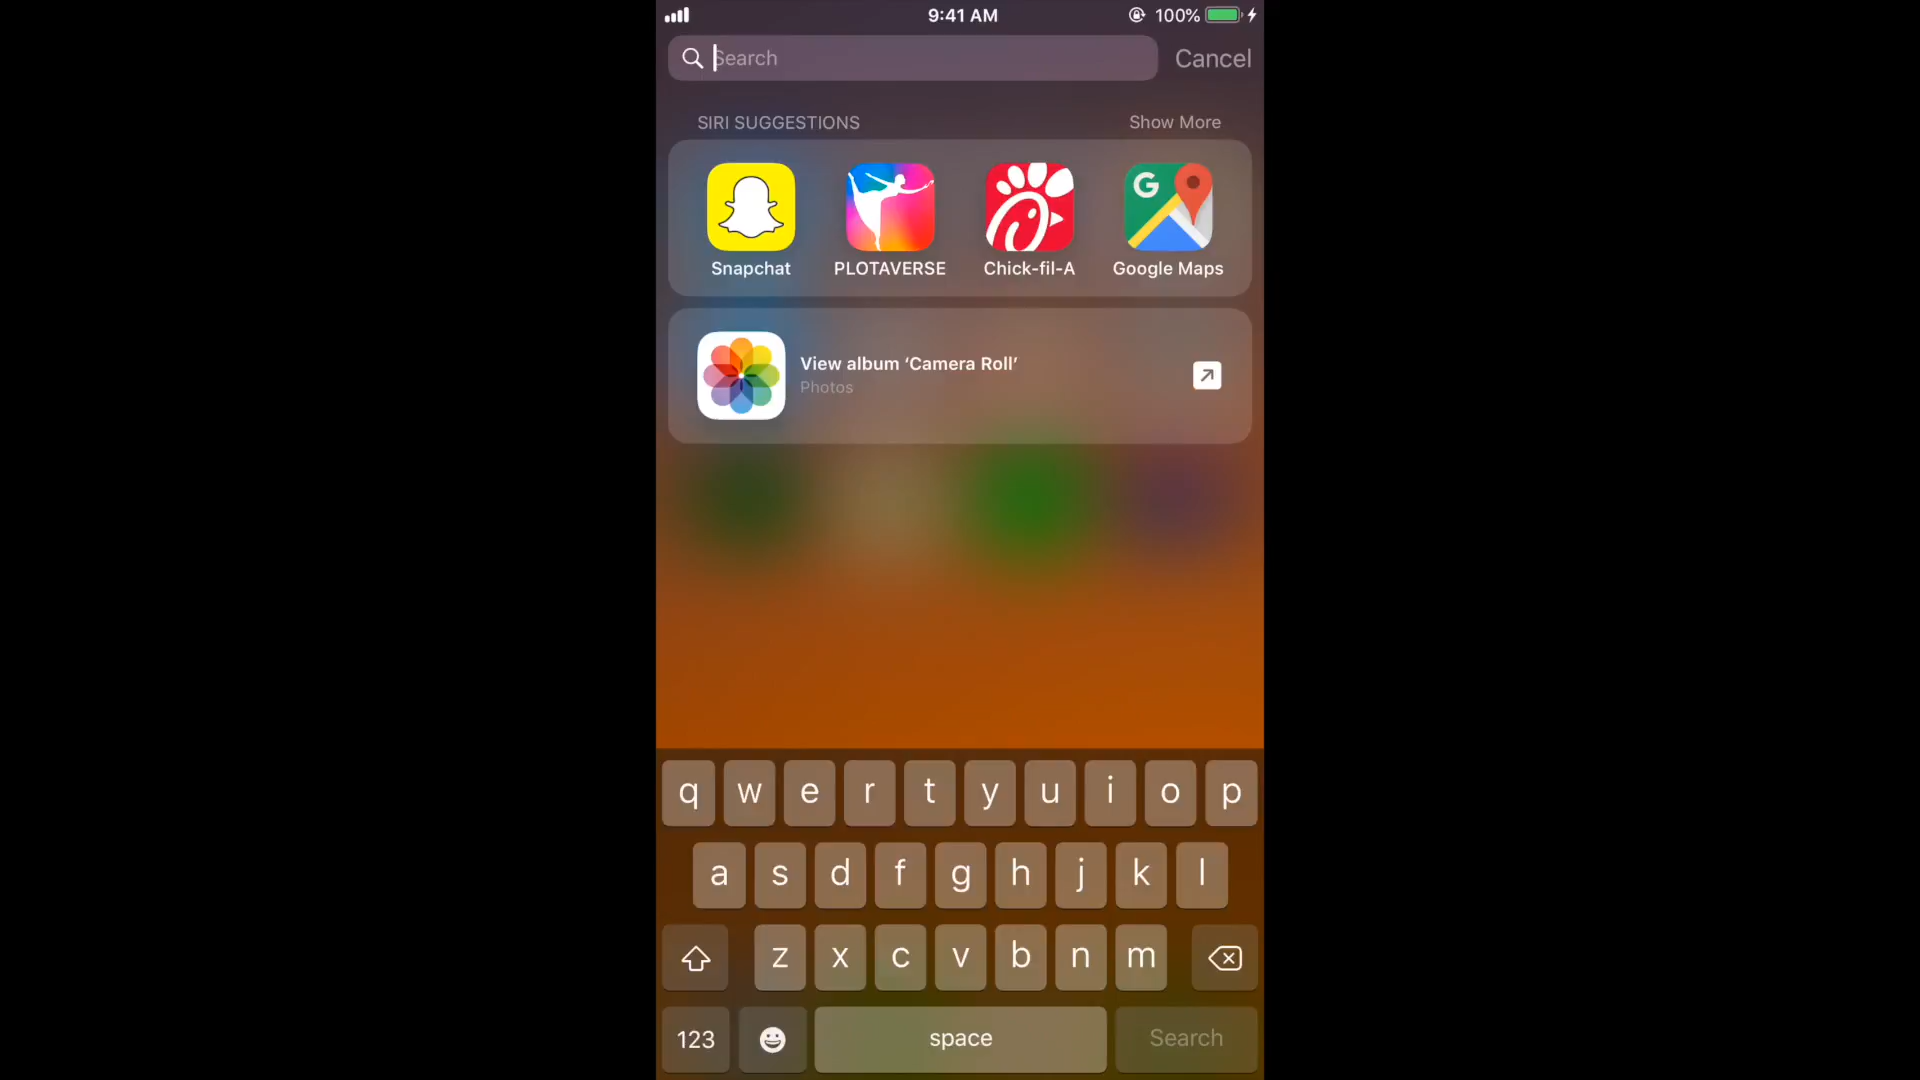 9:41 AM 100%
Search Cancel
SIRI SUGGESTIONS Show More
Snapchat PLOTAVERSE Chick-fil-A Google Maps
View album ‘Camera Roll’
Photos
q w e r t y u i o p
a s d f g h j k l
z x c v b n m
123 space Search